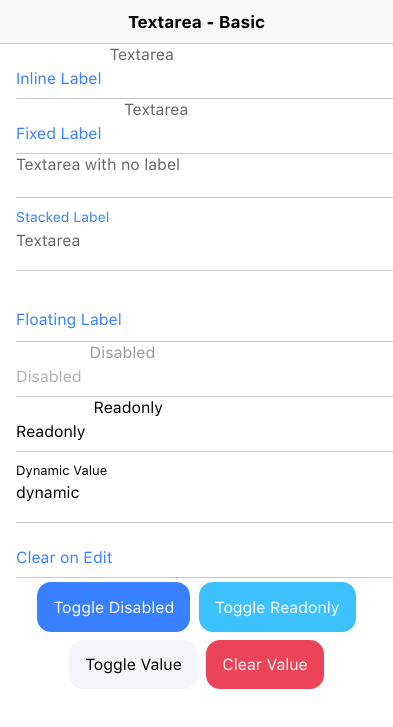 Textarea - Basic
Textarea
Inline Label
Textarea
Fixed Label
Textarea with no label
Stacked Label
Textarea
Floating Label
Disabled
Disabled
Readonly
Readonly
Dynamic Value
dynamic
Clear on Edit
Toggle Disabled Toggle Readonly
Toggle Value Clear Value